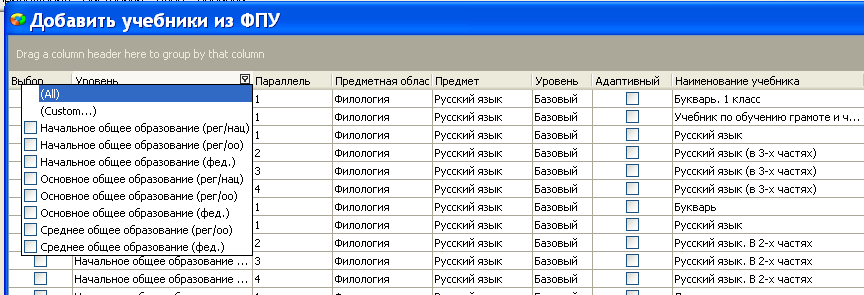 Добавить учебники из ФПУ
Drag a column header here to group by that column
Выбор Уровень Параллель Предметная облас Предмет Уровень Адаптивный Наименование учебника
(All)
1 Филология Русский язык Базовый Букварь. 1 класс
(Custom...)
1 Филология Русский язык Базовый Учебник по обучению грамоте и ч...
Начальное общее образование (рег/нац)
1 Филология Русский язык Базовый Русский язык
Начальное общее образование (рег/оо)
2 Филология Русский язык Базовый Русский язык (в 3-х частях)
Начальное общее образование (фед.)
3 Филология Русский язык Базовый Русский язык (в 3-х частях)
Основное общее образование (рег/нац)
4 Филология Русский язык Базовый Русский язык (в 3-х частях)
Основное общее образование (рег/оо)
1 Филология Русский язык Базовый Букварь
Основное общее образование (фед.)
1 Филология Русский язык Базовый Русский язык
Среднее общее образование (рег/оо)
2 Филология Русский язык Базовый Русский язык. В 2-х частях
Среднее общее образование (фед.)
Начальное общее образование ... 3 Филология Русский язык Базовый Русский язык. В 2-х частях
Начальное общее образование ... 4 Филология Русский язык Базовый Русский язык. В 2-х частях